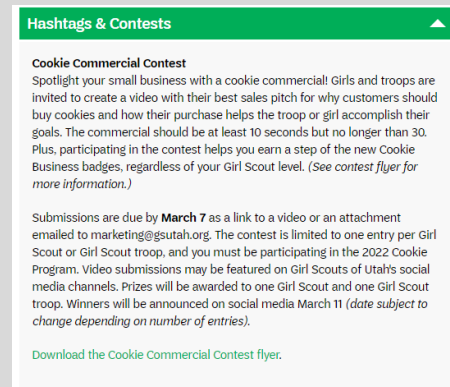 Hashtags & Contests
Cookie Commercial Contest
Spotlight your small business with a cookie commercial! Girls and troops are
invited to create a video with their best sales pitch for why customers should
buy cookies and how their purchase helps the troop or girl accomplish their
goals. The commercial should be at least 10 seconds but no longer than 30.
Plus, participating in the contest helps you earn a step of the new Cookie
Business badges, regardless of your Girl Scout level. (See contest flyer for
more information.)
Submissions are due by March 7 as a link to a video or an attachment
emailed to marketing@gsutah.org. The contest is limited to one entry per Girl
Scout or Girl Scout troop, and you must be participating in the 2022 Cookie
Program. Video submissions may be featured on Girl Scouts of Utah's social
media channels. Prizes will be awarded to one Girl Scout and one Girl Scout
troop. Winners will be announced on social media March 11 (date subject to
change depending on number of entries).
Download the Cookie Commercial Contest flyer.